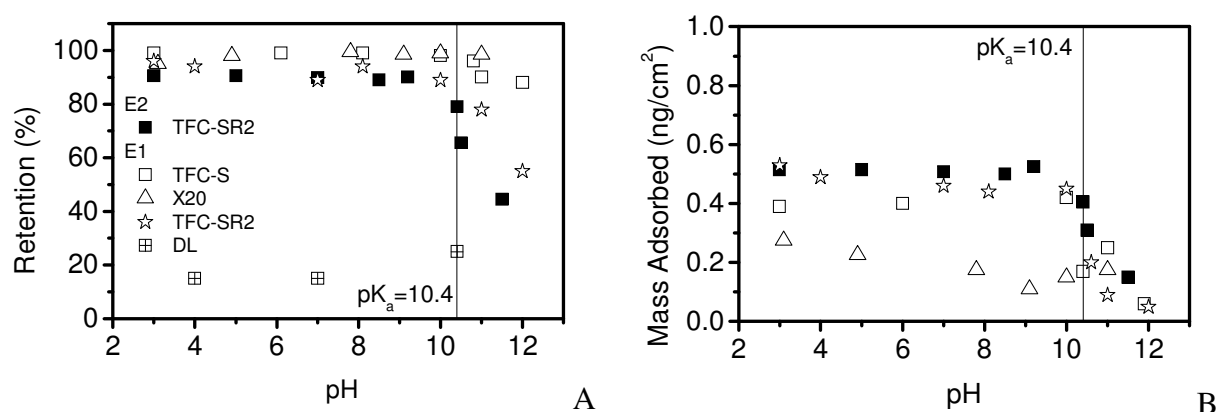 Retention (%)
100
80
60
40
20
0
E2
TFC-SR2
E1
TFC-S
X20
TFC-SR2
DL
pKa=10.4
2 4 6 8 10 12
pH
A
Mass Adsorbed (ng/cm²)
1.0
0.8
0.6
0.4
0.2
0.0
pKa=10.4
2 4 6 8 10 12
pH
B